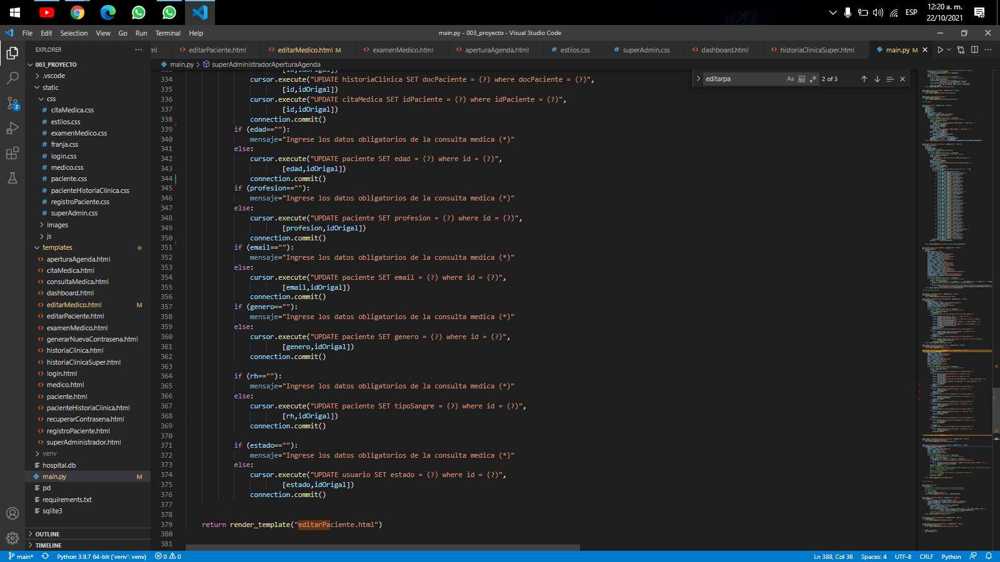 ESP
12:20 a. m.
22/10/2021
File Edit Selection View Go Run Terminal Help
main.py - 003_proyecto - Visual Studio Code
EXPLORER
ml editarPaciente.html editarMedico.html M examenMedico.html aperturaAgenda.html estilos.css superAdmin.css dashboard.html historiaClinicaSuper.html main.py M
main.py > superAdministradorAperturaAgenda
editarpa Aa Ab 2 of 3
003_PROYECTO
.vscode
static
css
citaMedica.css
estilos.css
examenMedico.css
franja.css
login.css
medico.css
paciente.css
pacienteHistoriaClinica.css
registroPaciente.css
superAdmin.css
images
js
templates
aperturaAgenda.html
citaMedica.html
consultaMedica.html
dashboard.html
editarMedico.html M
editarPaciente.html
examenMedico.html
generarNuevaContrasena.html
historiaClinica.html
historiaClinicaSuper.html
login.html
medico.html
paciente.html
pacienteHistoriaClinica.html
recuperarContrasena.html
registroPaciente.html
superAdministrador.html
venv
hospital.db
main.py M
pd
requirements.txt
sqlite3
OUTLINE
TIMELINE
2
333 [id,idOrigal])
334 cursor.execute("UPDATE historiaClinica SET docPaciente = (?) where docPaciente = (?)",
335 [id,idOrigal])
336 cursor.execute("UPDATE citaMedica SET idPaciente = (?) where idPaciente = (?)",
337 [id,idOrigal])
338 connection.commit()
339 if (edad==""):
340 mensaje="Ingrese los datos obligatorios de la consulta medica (*)"
341 else:
342 cursor.execute("UPDATE paciente SET edad = (?) where id = (?)",
343 [edad,idOrigal])
344 connection.commit()
345 if (profesion==""):
346 mensaje="Ingrese los datos obligatorios de la consulta medica (*)"
347 else:
348 cursor.execute("UPDATE paciente SET profesion = (?) where id = (?)",
349 [profesion,idOrigal])
350 connection.commit()
351 if (email==""):
352 mensaje="Ingrese los datos obligatorios de la consulta medica (*)"
353 else:
354 cursor.execute("UPDATE paciente SET email = (?) where id = (?)",
355 [email,idOrigal])
356 connection.commit()
357 if (genero==""):
358 mensaje="Ingrese los datos obligatorios de la consulta medica (*)"
359 else:
360 cursor.execute("UPDATE paciente SET genero = (?) where id = (?)",
361 [genero,idOrigal])
362 connection.commit()
363
364 if (rh==""):
365 mensaje="Ingrese los datos obligatorios de la consulta medica (*)"
366 else:
367 cursor.execute("UPDATE paciente SET tipoSangre = (?) where id = (?)",
368 [rh,idOrigal])
369 connection.commit()
370
371 if (estado==""):
372 mensaje="Ingrese los datos obligatorios de la consulta medica (*)"
373 else:
374 cursor.execute("UPDATE usuario SET estado = (?) where id = (?)",
375 [estado,idOrigal])
376 connection.commit()
377
378
379 return render_template("editarPaciente.html")
380
381
main* Python 3.9.7 64-bit ('venv': venv) 0 0 Ln 388, Col 36 Spaces: 4 UTF-8 CRLF Python